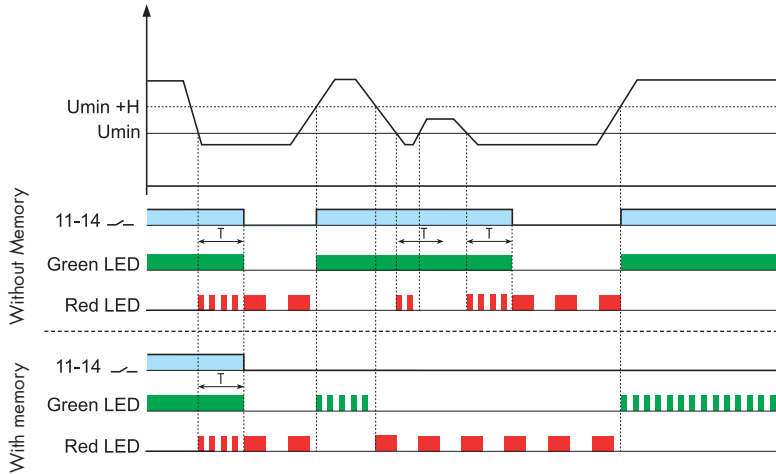 Umin +H
Umin
Without Memory
11-14
T
T
T
Green LED
Red LED
With memory
11-14
T
Green LED
Red LED